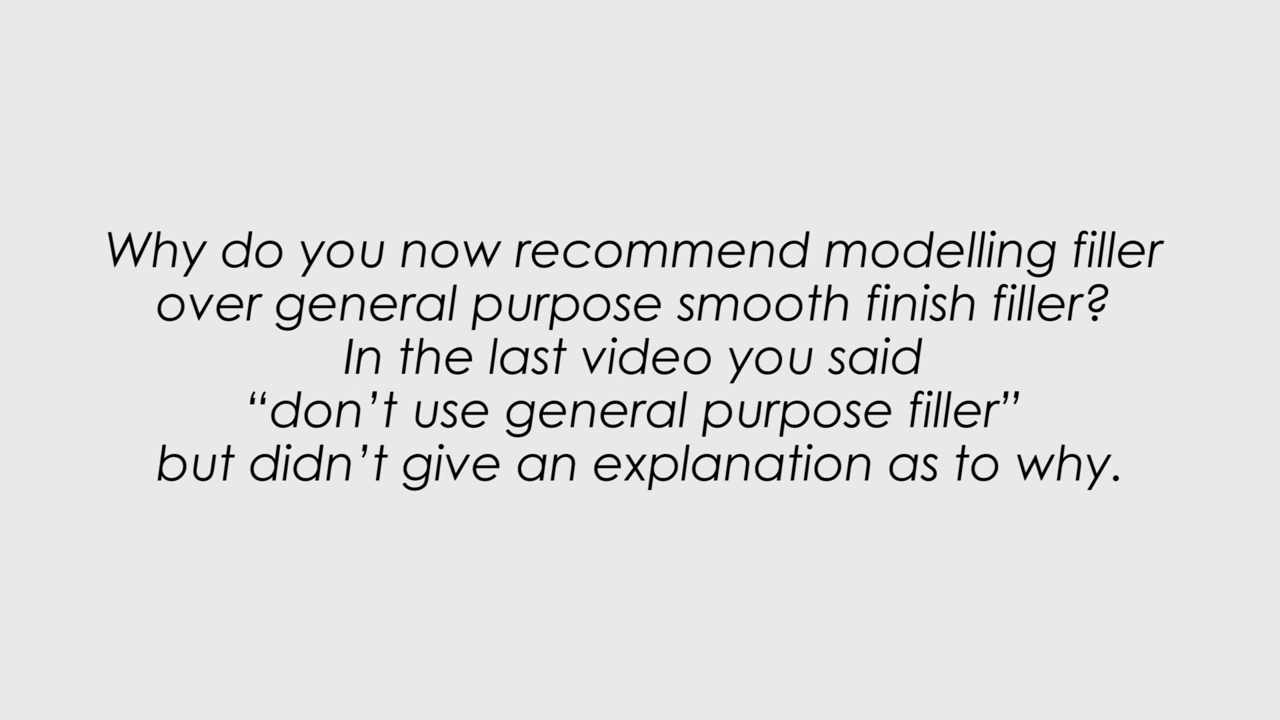 Why do you now recommend modelling filler
over general purpose smooth finish filler?
In the last video you said
“don’t use general purpose filler”
but didn’t give an explanation as to why.